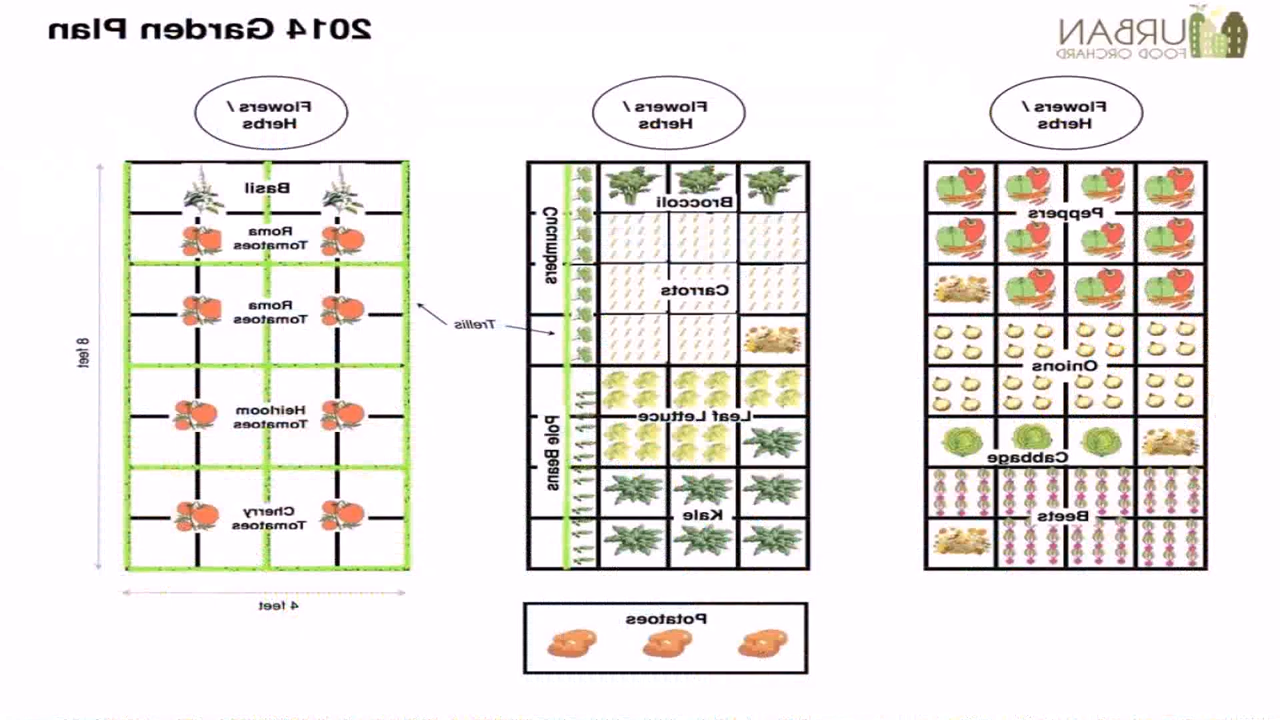 2014 Garden Plan
URBAN
FOOD ORCHARD
Flowers /
Herbs
Flowers /
Herbs
Flowers /
Herbs
Peppers
Onions
Cabbage
Beets
Broccoli
Carrots
Leaf Lettuce
Kale
Cucumbers
Pole Beans
Trellis
Basil
Roma
Tomatoes
Roma
Tomatoes
Heirloom
Tomatoes
Cherry
Tomatoes
8 feet
4 feet
Potatoes